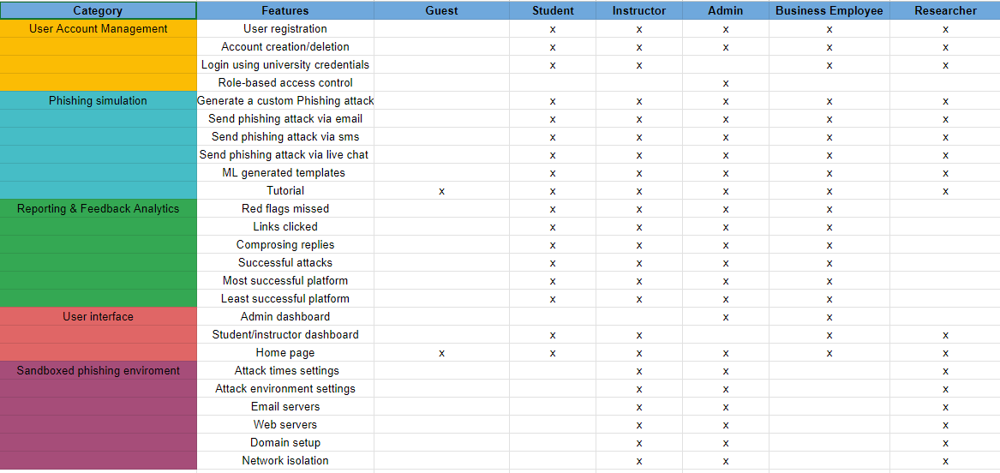 Category Features Guest Student Instructor Admin Business Employee Researcher
User Account Management User registration x x x x x
Account creation/deletion x x x x x
Login using university credentials x x x x
Role-based access control x
Phishing simulation Generate a custom Phishing attack x x x x x
Send phishing attack via email x x x x x
Send phishing attack via sms x x x x x
Send phishing attack via live chat x x x x x
ML generated templates x x x x x
Tutorial x x x x x x
Reporting & Feedback Analytics Red flags missed x x x x
Links clicked x x x x
Comprosing replies x x x x
Successful attacks x x x x
Most successful platform x x x x
Least successful platform x x x x
User interface Admin dashboard x x
Student/instructor dashboard x x x x
Home page x x x x x x
Sandboxed phishing enviroment Attack times settings x x x
Attack environment settings x x x
Email servers x x x
Web servers x x x
Domain setup x x x
Network isolation x x x